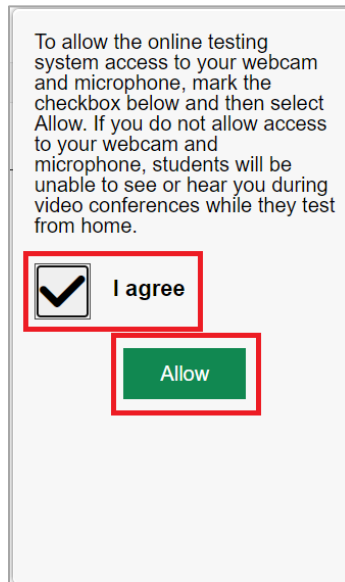 To allow the online testing
system access to your webcam
and microphone, mark the
checkbox below and then select
Allow. If you do not allow access
to your webcam and
microphone, students will be
unable to see or hear you during
video conferences while they test
from home.
I agree
Allow